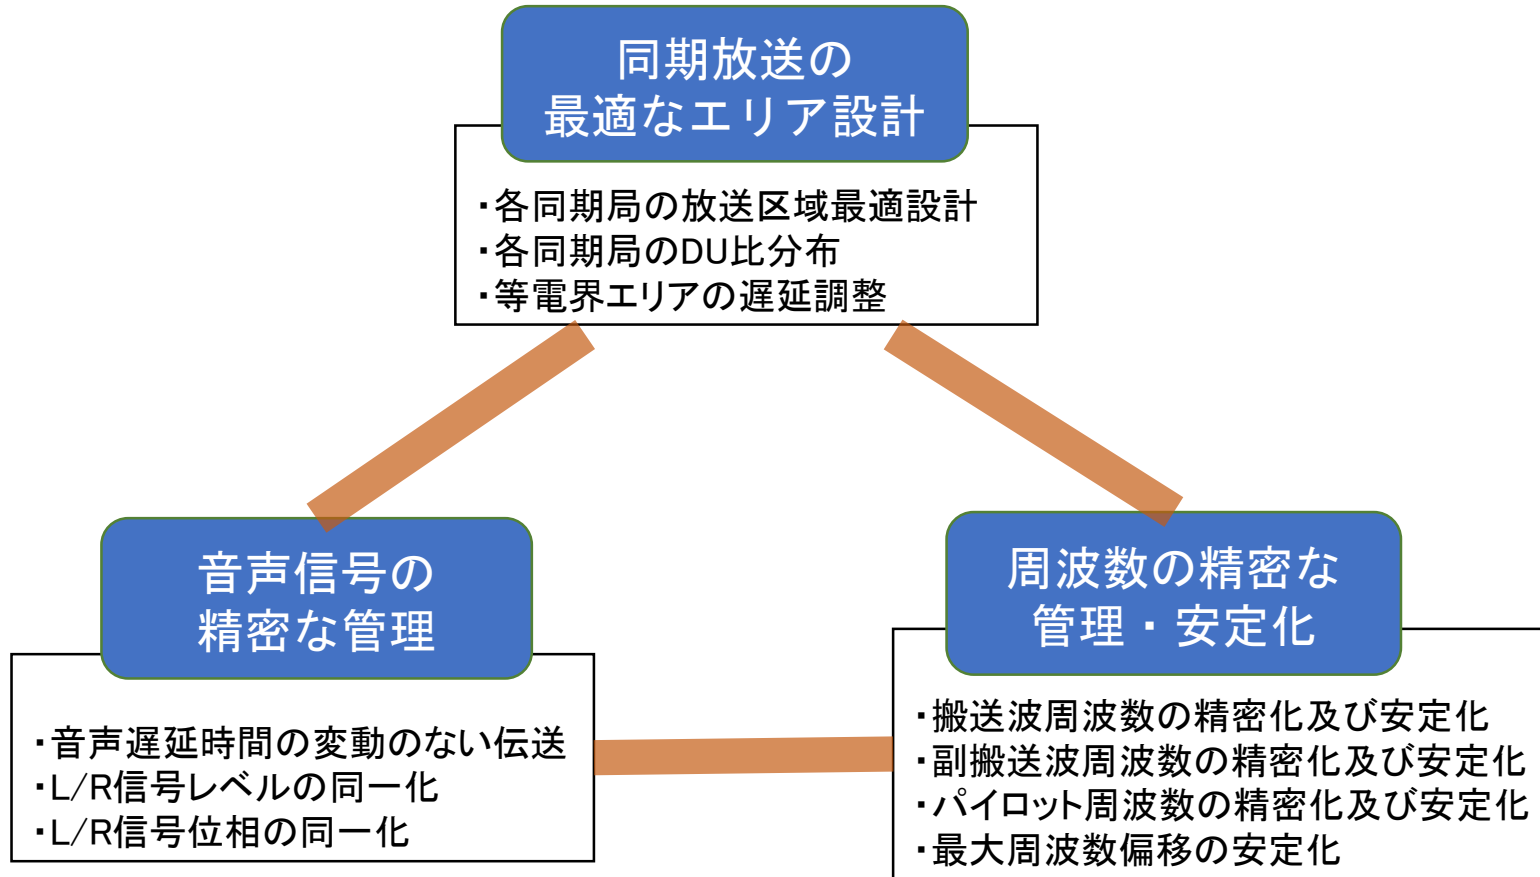 同期放送の
最適なエリア設計
・各同期局の放送区域最適設計
・各同期局のDU比分布
・等電界エリアの遅延調整
音声信号の
精密な管理
・音声遅延時間の変動のない伝送
・L/R信号レベルの同一化
・L/R信号位相の同一化
周波数の精密な
管理・安定化
・搬送波周波数の精密化及び安定化
・副搬送波周波数の精密化及び安定化
・パイロット周波数の精密化及び安定化
・最大周波数偏移の安定化